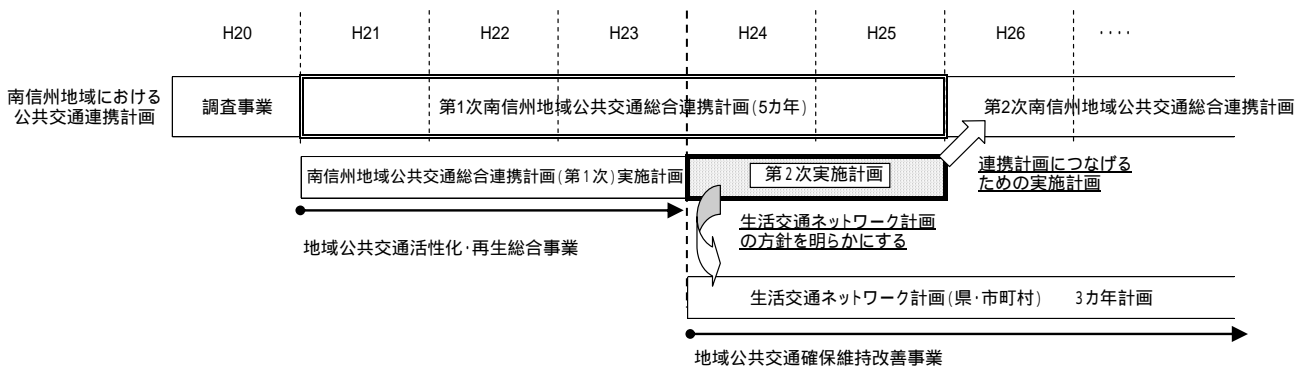 H20 H21 H22 H23 H24 H25 H26 ‥‥
南信州地域における
公共交通連携計画
調査事業
第1次南信州地域公共交通総合連携計画(5カ年)
第2次南信州地域公共交通総合連携計画
南信州地域公共交通総合連携計画(第1次)実施計画
第2次実施計画
連携計画につなげる
ための実施計画
地域公共交通活性化・再生総合事業
生活交通ネットワーク計画
の方針を明らかにする
生活交通ネットワーク計画(県・市町村) 3カ年計画
地域公共交通確保維持改善事業